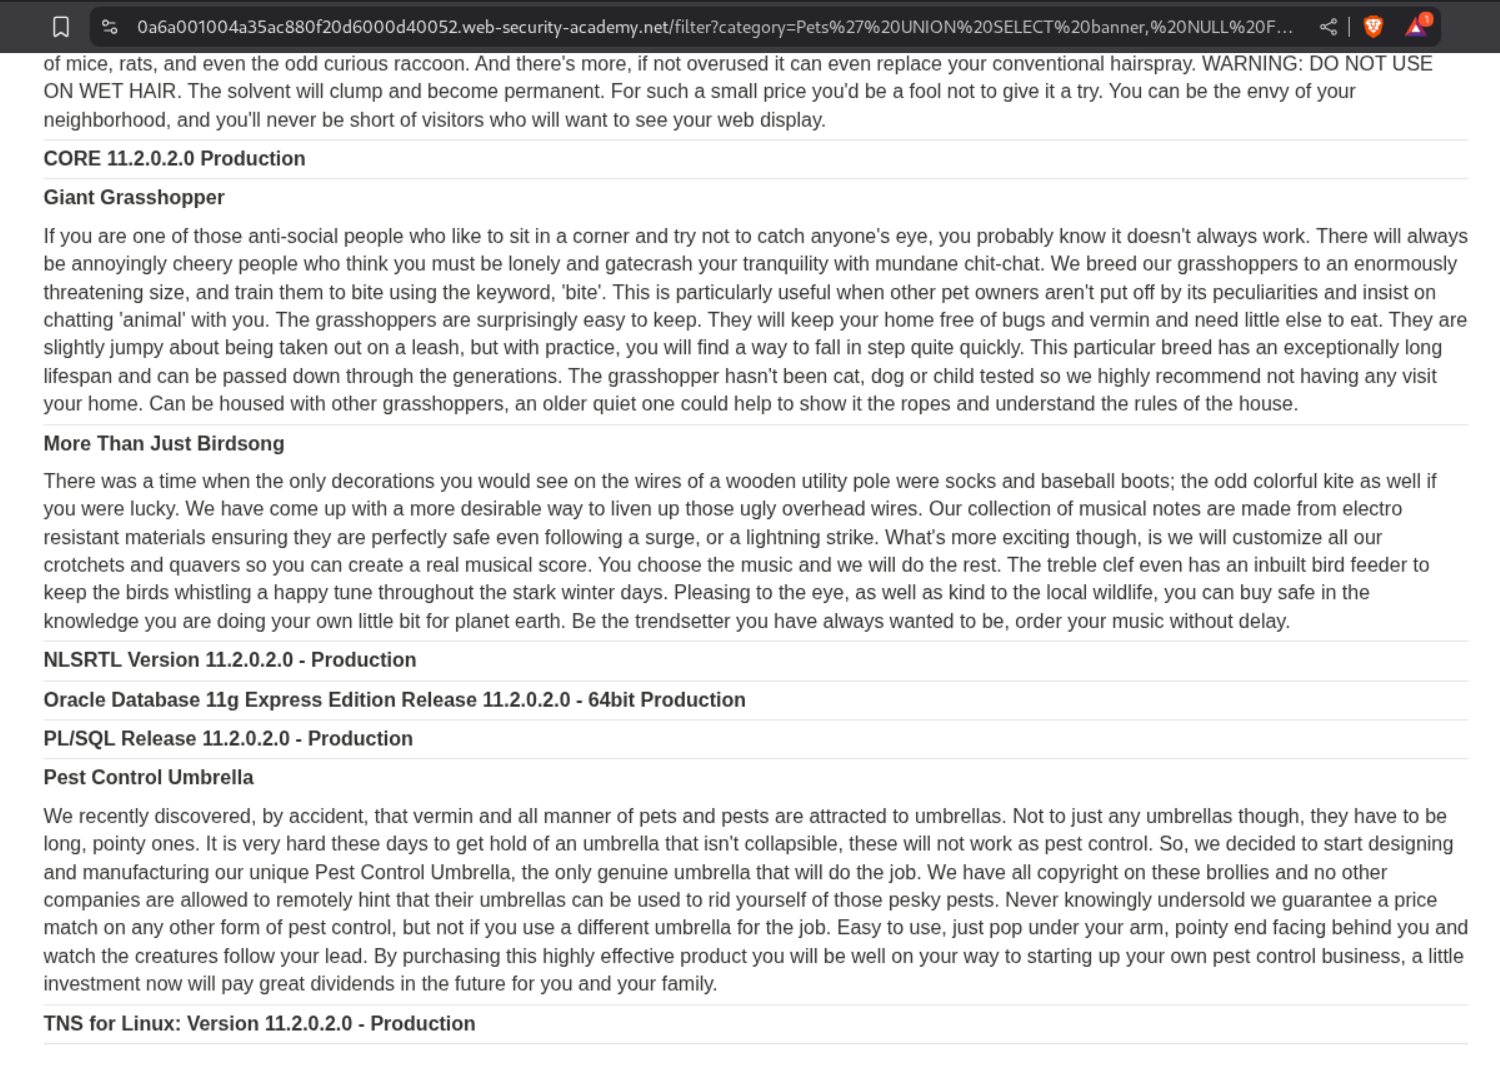 0a6a001004a35ac880f20d6000d40052.web-security-academy.net/filter?category=Pets%27%20UNION%20SELECT%20banner,%20NULL%20F...
1
of mice, rats, and even the odd curious raccoon. And there's more, if not overused it can even replace your conventional hairspray. WARNING: DO NOT USE
ON WET HAIR. The solvent will clump and become permanent. For such a small price you'd be a fool not to give it a try. You can be the envy of your
neighborhood, and you'll never be short of visitors who will want to see your web display.
CORE 11.2.0.2.0 Production
Giant Grasshopper
If you are one of those anti-social people who like to sit in a corner and try not to catch anyone's eye, you probably know it doesn't always work. There will always
be annoyingly cheery people who think you must be lonely and gatecrash your tranquility with mundane chit-chat. We breed our grasshoppers to an enormously
threatening size, and train them to bite using the keyword, 'bite'. This is particularly useful when other pet owners aren't put off by its peculiarities and insist on
chatting 'animal' with you. The grasshoppers are surprisingly easy to keep. They will keep your home free of bugs and vermin and need little else to eat. They are
slightly jumpy about being taken out on a leash, but with practice, you will find a way to fall in step quite quickly. This particular breed has an exceptionally long
lifespan and can be passed down through the generations. The grasshopper hasn't been cat, dog or child tested so we highly recommend not having any visit
your home. Can be housed with other grasshoppers, an older quiet one could help to show it the ropes and understand the rules of the house.
More Than Just Birdsong
There was a time when the only decorations you would see on the wires of a wooden utility pole were socks and baseball boots; the odd colorful kite as well if
you were lucky. We have come up with a more desirable way to liven up those ugly overhead wires. Our collection of musical notes are made from electro
resistant materials ensuring they are perfectly safe even following a surge, or a lightning strike. What's more exciting though, is we will customize all our
crotchets and quavers so you can create a real musical score. You choose the music and we will do the rest. The treble clef even has an inbuilt bird feeder to
keep the birds whistling a happy tune throughout the stark winter days. Pleasing to the eye, as well as kind to the local wildlife, you can buy safe in the
knowledge you are doing your own little bit for planet earth. Be the trendsetter you have always wanted to be, order your music without delay.
NLSRTL Version 11.2.0.2.0 - Production
Oracle Database 11g Express Edition Release 11.2.0.2.0 - 64bit Production
PL/SQL Release 11.2.0.2.0 - Production
Pest Control Umbrella
We recently discovered, by accident, that vermin and all manner of pets and pests are attracted to umbrellas. Not to just any umbrellas though, they have to be
long, pointy ones. It is very hard these days to get hold of an umbrella that isn't collapsible, these will not work as pest control. So, we decided to start designing
and manufacturing our unique Pest Control Umbrella, the only genuine umbrella that will do the job. We have all copyright on these brollies and no other
companies are allowed to remotely hint that their umbrellas can be used to rid yourself of those pesky pests. Never knowingly undersold we guarantee a price
match on any other form of pest control, but not if you use a different umbrella for the job. Easy to use, just pop under your arm, pointy end facing behind you and
watch the creatures follow your lead. By purchasing this highly effective product you will be well on your way to starting up your own pest control business, a little
investment now will pay great dividends in the future for you and your family.
TNS for Linux: Version 11.2.0.2.0 - Production